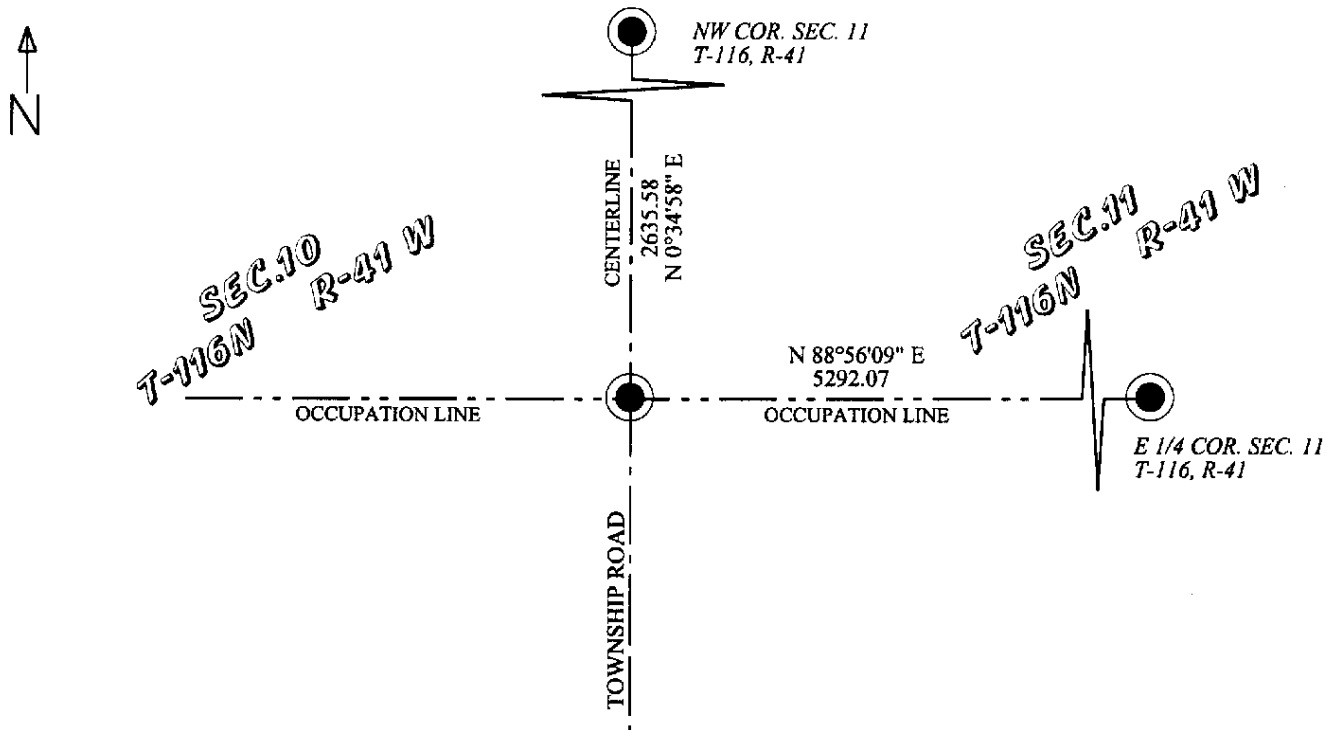 N
NW COR. SEC. 11
T-116, R-41
CENTERLINE
2635.58
N 0°34'58" E
SEC.10
T-116N R-41 W
SEC.11
T-116N R-41 W
N 88°56'09" E
5292.07
OCCUPATION LINE
OCCUPATION LINE
E 1/4 COR. SEC. 11
T-116, R-41
TOWNSHIP ROAD